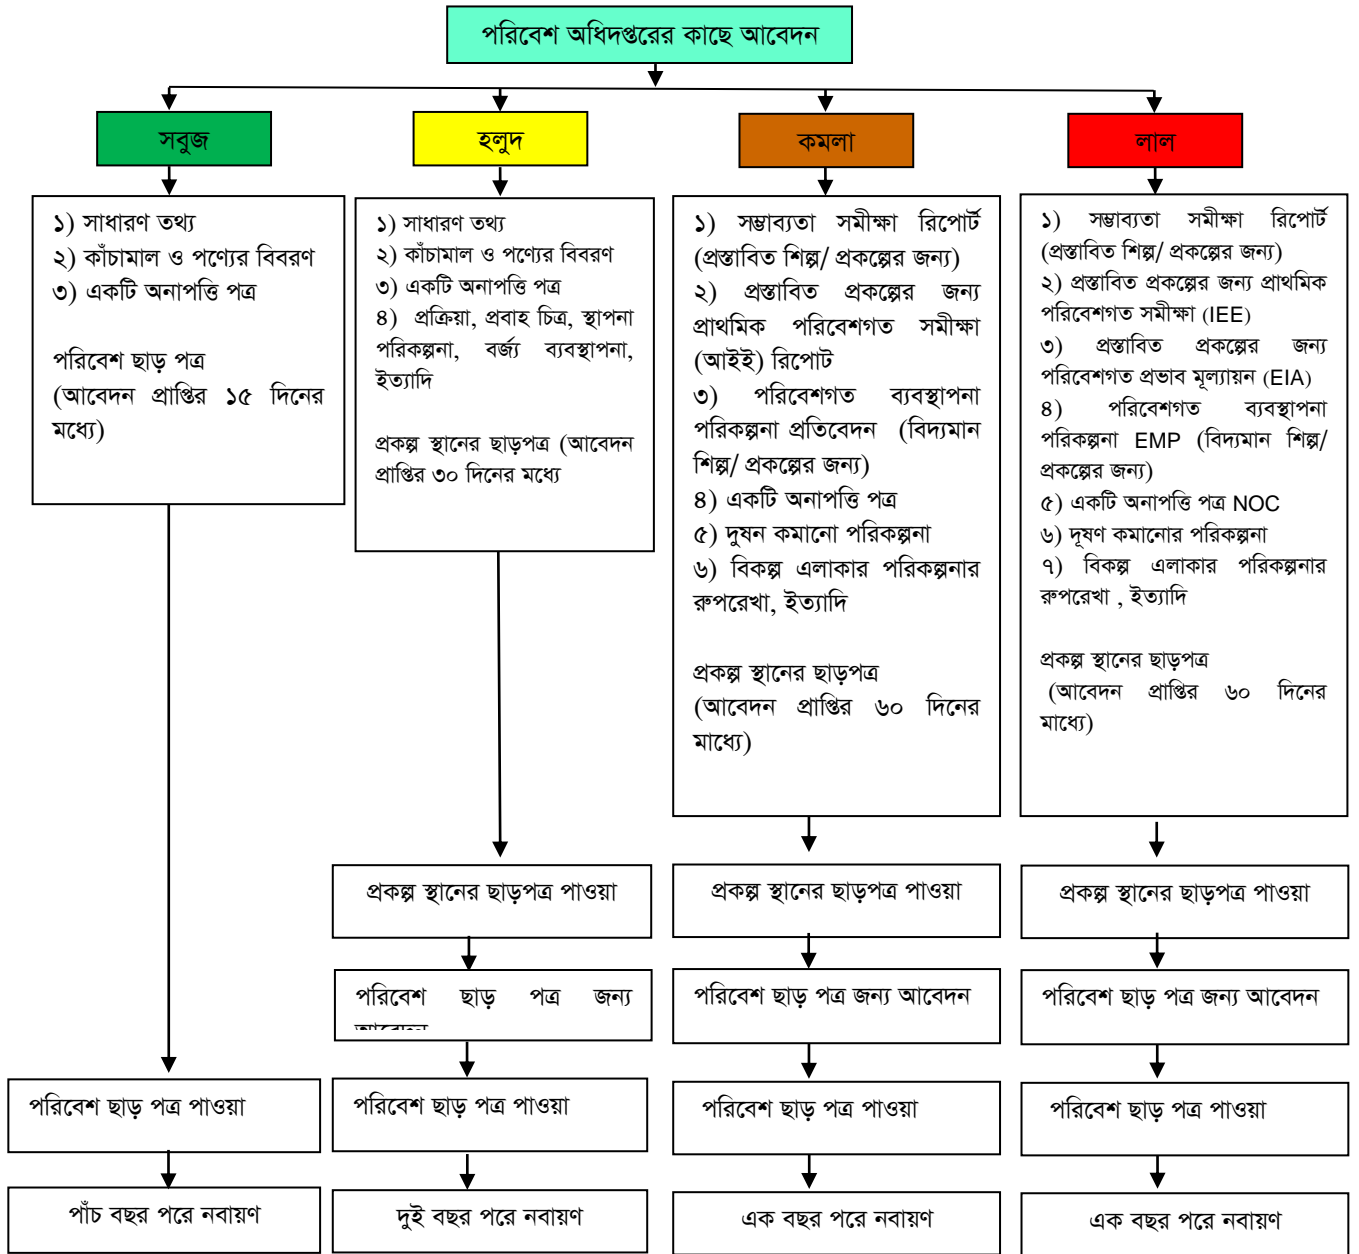 পরিবেশ অধিদপ্তরের কাছে আবেদন
সবুজ
হলুদ
কমলা
লাল
১) সাধারণ তথ্য
২) কাঁচামাল ও পণ্যের বিবরণ
৩) একটি অনাপত্তি পত্র
পরিবেশ ছাড় পত্র
(আবেদন প্রাপ্তির ১৫ দিনের
মধ্যে)
১) সাধারণ তথ্য
২) কাঁচামাল ও পণ্যের বিবরণ
৩) একটি অনাপত্তি পত্র
৪) প্রক্রিয়া, প্রবাহ চিত্র, স্থাপনা
পরিকল্পনা, বর্জ্য ব্যবস্থাপনা,
ইত্যাদি
প্রকল্প স্থানের ছাড়পত্র (আবেদন
প্রাপ্তির ৩০ দিনের মধ্যে
১) সম্ভাব্যতা সমীক্ষা রিপোর্ট
(প্রস্তাবিত শিল্প/ প্রকল্পের জন্য)
২) প্রস্তাবিত প্রকল্পের জন্য
প্রাথমিক পরিবেশগত সমীক্ষা
(আইই) রিপোট
৩) পরিবেশগত ব্যবস্থাপনা
পরিকল্পনা প্রতিবেদন (বিদ্যমান
শিল্প/ প্রকল্পের জন্য)
৪) একটি অনাপত্তি পত্র
৫) দুষন কমানো পরিকল্পনা
৬) বিকল্প এলাকার পরিকল্পনার
রুপরেখা, ইত্যাদি
প্রকল্প স্থানের ছাড়পত্র
(আবেদন প্রাপ্তির ৬০ দিনের
মাধ্যে)
১) সম্ভাব্যতা সমীক্ষা রিপোর্ট
(প্রস্তাবিত শিল্প/ প্রকল্পের জন্য)
২) প্রস্তাবিত প্রকল্পের জন্য প্রাথমিক
পরিবেশগত সমীক্ষা (IEE)
৩) প্রস্তাবিত প্রকল্পের জন্য
পরিবেশগত প্রভাব মূল্যায়ন (EIA)
৪) পরিবেশগত ব্যবস্থাপনা
পরিকল্পনা EMP (বিদ্যমান শিল্প/
প্রকল্পের জন্য)
৫) একটি অনাপত্তি পত্র NOC
৬) দূষণ কমানোর পরিকল্পনা
৭) বিকল্প এলাকার পরিকল্পনার
রুপরেখা , ইত্যাদি
প্রকল্প স্থানের ছাড়পত্র
(আবেদন প্রাপ্তির ৬০ দিনের
মাধ্যে)
প্রকল্প স্থানের ছাড়পত্র পাওয়া
প্রকল্প স্থানের ছাড়পত্র পাওয়া
প্রকল্প স্থানের ছাড়পত্র পাওয়া
পরিবেশ ছাড় পত্র জন্য
পরিবেশ ছাড় পত্র জন্য আবেদন
পরিবেশ ছাড় পত্র জন্য আবেদন
পরিবেশ ছাড় পত্র পাওয়া
পরিবেশ ছাড় পত্র পাওয়া
পরিবেশ ছাড় পত্র পাওয়া
পরিবেশ ছাড় পত্র পাওয়া
পাঁচ বছর পরে নবায়ণ
দুই বছর পরে নবায়ণ
এক বছর পরে নবায়ণ
এক বছর পরে নবায়ণ